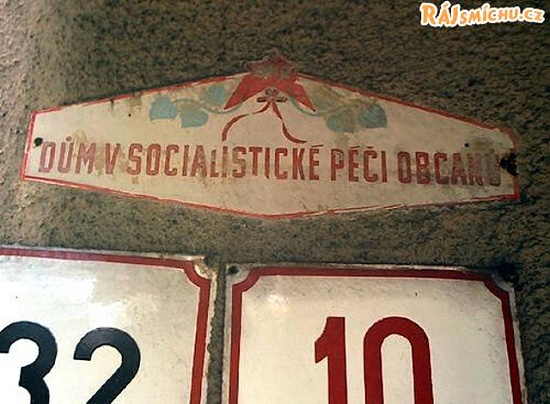 RÁJSMÍCHU.CZ
DŮM V SOCIALISTICKÉ PÉČI OBČANŮ
32
10